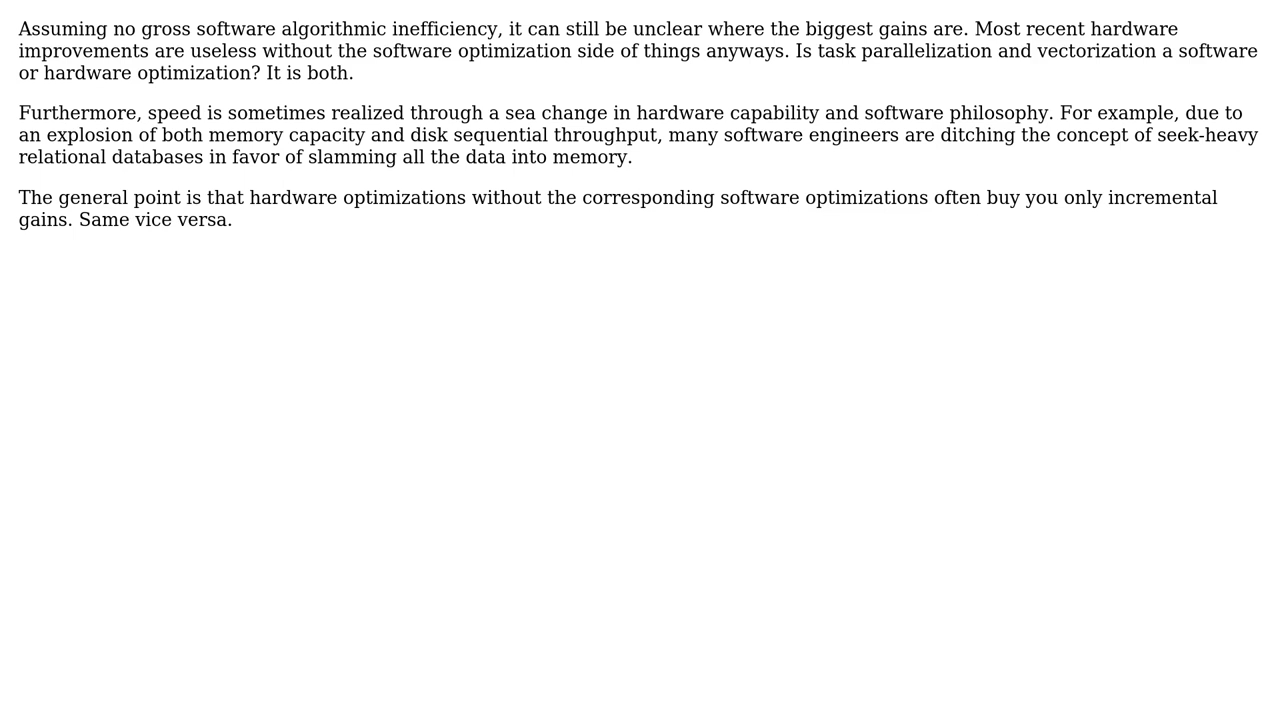 Assuming no gross software algorithmic inefficiency, it can still be unclear where the biggest gains are. Most recent hardware
improvements are useless without the software optimization side of things anyways. Is task parallelization and vectorization a software
or hardware optimization? It is both.
Furthermore, speed is sometimes realized through a sea change in hardware capability and software philosophy. For example, due to
an explosion of both memory capacity and disk sequential throughput, many software engineers are ditching the concept of seek-heavy
relational databases in favor of slamming all the data into memory.
The general point is that hardware optimizations without the corresponding software optimizations often buy you only incremental
gains. Same vice versa.